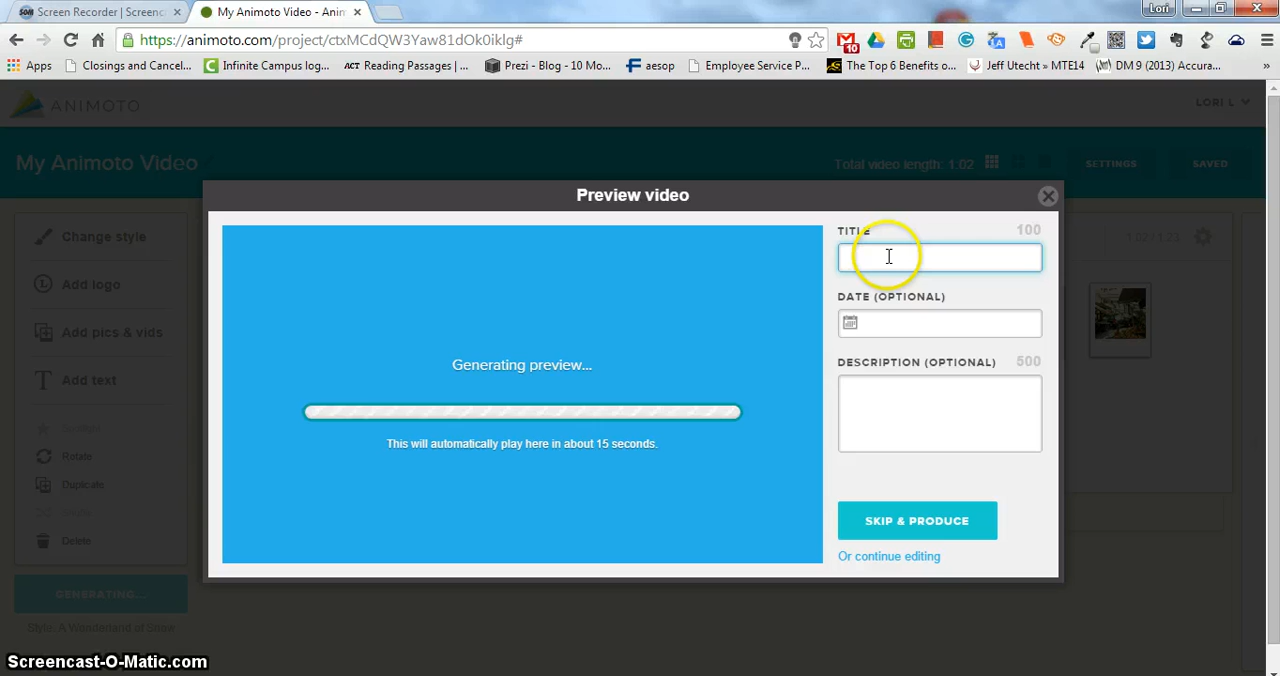 Screen Recorder | Screenc
My Animoto Video - Anim
Lori
https://animoto.com/project/ctxMCdQW3Yaw81dOk0iklg#
10
Apps
Closings and Cancel...
Infinite Campus log...
ACT Reading Passages | ...
Prezi - Blog - 10 Mo...
aesop
Employee Service P...
The Top 6 Benefits o...
Jeff Utecht » MTE14
DM 9 (2013) Accura...
»
ANIMOTO
LORI L
My Animoto Video
Total video length: 1:02
SETTINGS
SAVED
Preview video
Change style
Add logo
Add pics & vids
Add text
Spotlight
Rotate
Duplicate
Delete
GENERATING...
Style: A Wonderland of Snow
Generating preview...
This will automatically play here in about 15 seconds.
TITLE
100
DATE (OPTIONAL)
DESCRIPTION (OPTIONAL)
500
SKIP & PRODUCE
Or continue editing
Screencast-O-Matic.com